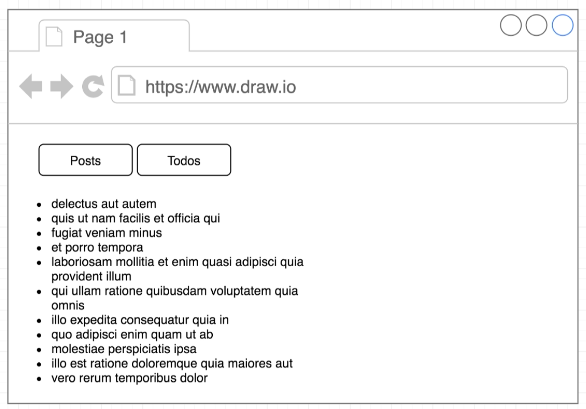 Page 1
https://www.draw.io
Posts
Todos
delectus aut autem
quis ut nam facilis et officia qui
fugiat veniam minus
et porro tempora
laboriosam mollitia et enim quasi adipisci quia
provident illum
qui ullam ratione quibusdam voluptatem quia
omnis
illo expedita consequatur quia in
quo adipisci enim quam ut ab
molestiae perspiciatis ipsa
illo est ratione doloremque quia maiores aut
vero rerum temporibus dolor